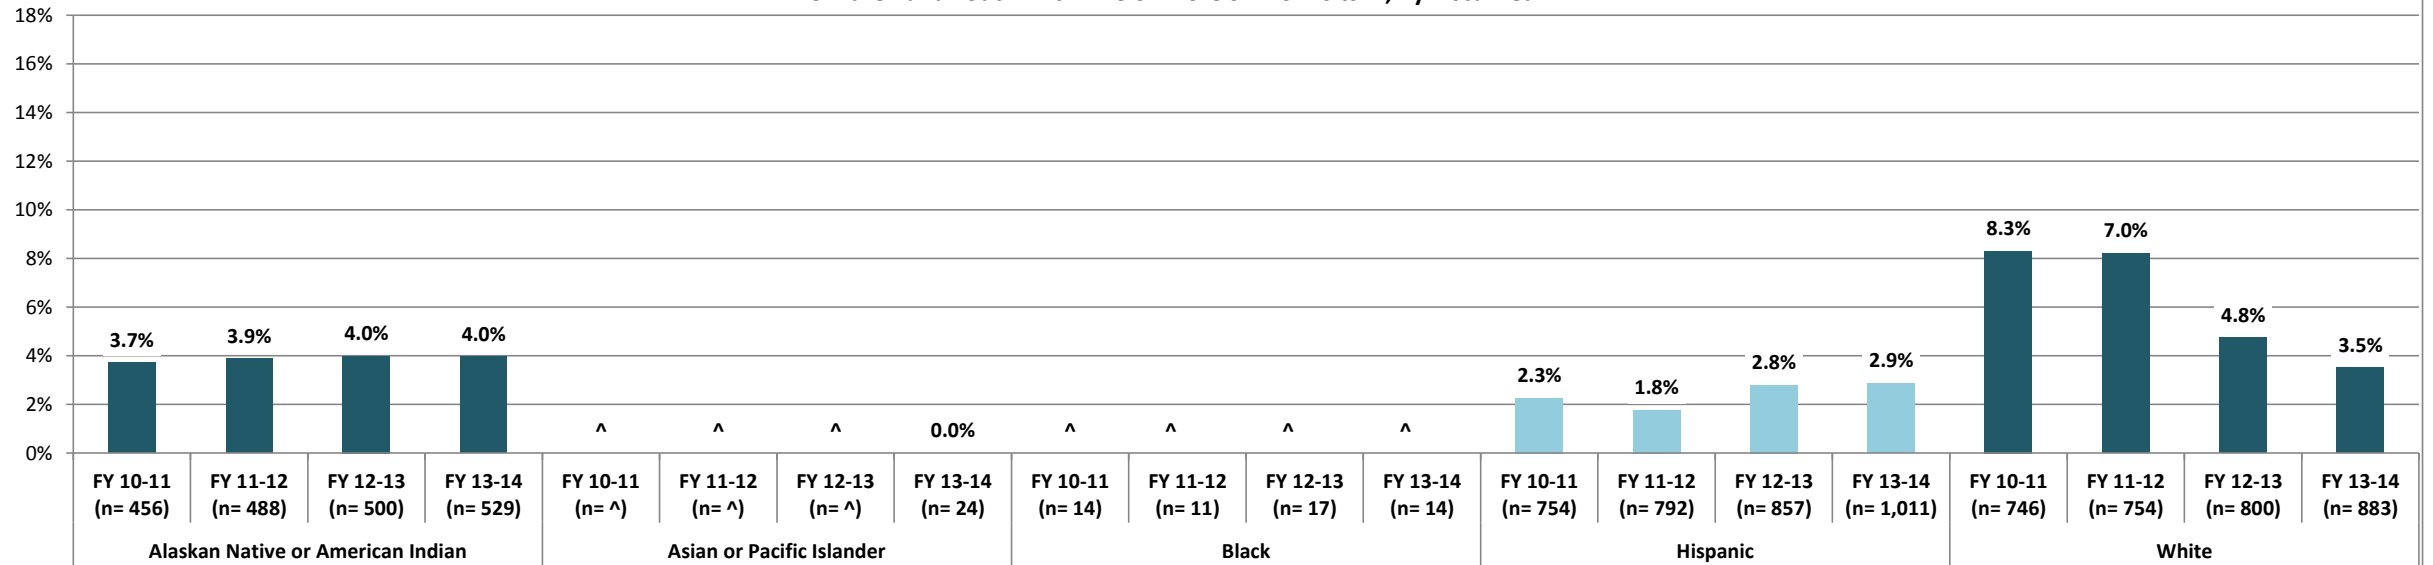 18%
16%
14%
12%
10%
8%
6%
4%
2%
0%
3.7%
3.9%
4.0%
4.0%
^
^
^
0.0%
^
^
^
^
2.3%
1.8%
2.8%
2.9%
8.3%
7.0%
4.8%
3.5%
FY 10-11
(n= 456)
FY 11-12
(n= 488)
FY 12-13
(n= 500)
FY 13-14
(n= 529)
FY 10-11
(n= ^)
FY 11-12
(n= ^)
FY 12-13
(n= ^)
FY 13-14
(n= 24)
FY 10-11
(n= 14)
FY 11-12
(n= 11)
FY 12-13
(n= 17)
FY 13-14
(n= 14)
FY 10-11
(n= 754)
FY 11-12
(n= 792)
FY 12-13
(n= 857)
FY 13-14
(n= 1,011)
FY 10-11
(n= 746)
FY 11-12
(n= 754)
FY 12-13
(n= 800)
FY 13-14
(n= 883)
Alaskan Native or American Indian
Asian or Pacific Islander
Black
Hispanic
White